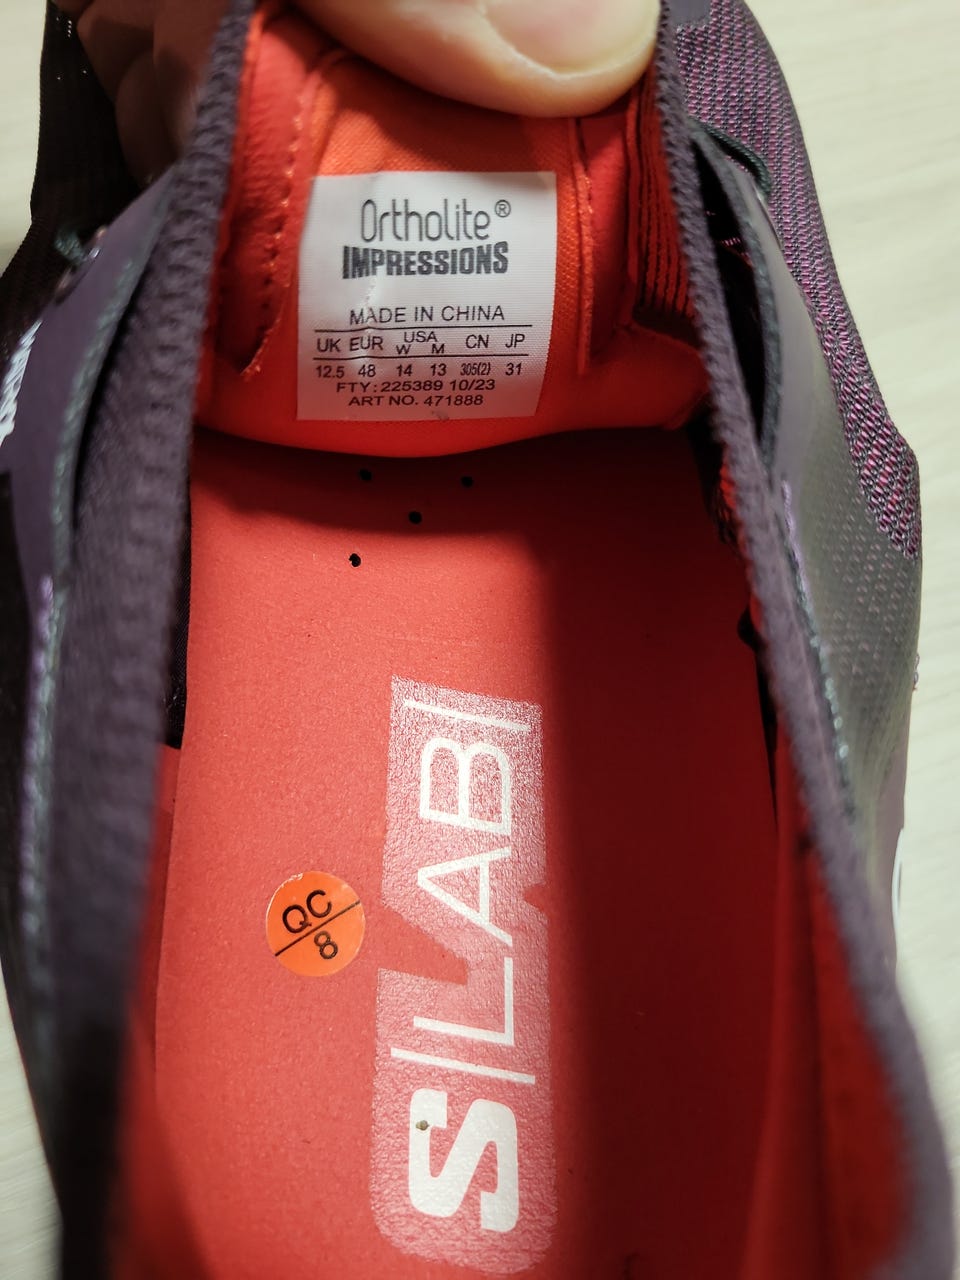 Ortholite®
IMPRESSIONS
MADE IN CHINA
UK EUR USA W M CN JP
12.5 48 14 13 305(2) 31
FTY: 225389 10/23
ART NO. 471888
QC
8
S|LAB|